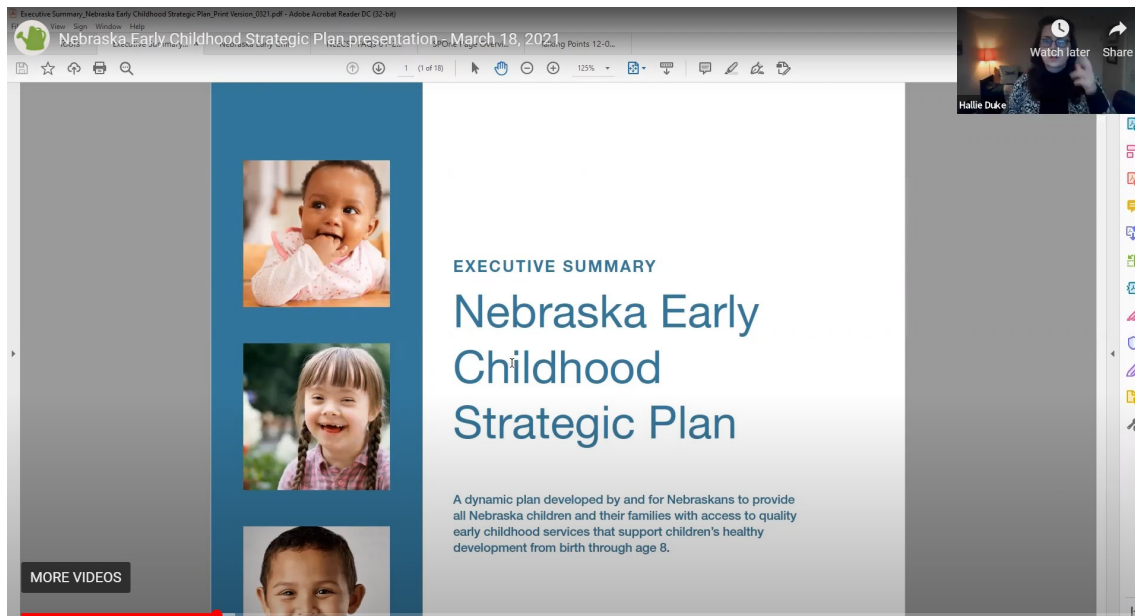 Executive Summary_Nebraska Early Childhood Strategic Plan_Print Version_0321.pdf - Adobe Acrobat Reader DC (32-bit)
View Sign Window Help
Nebraska Early Childhood Strategic Plan presentation - March 18, 2021
Watch later
Share
1 (1 of 18)
125%
Hallie Duke
EXECUTIVE SUMMARY
Nebraska Early
Childhood
Strategic Plan
A dynamic plan developed by and for Nebraskans to provide
all Nebraska children and their families with access to quality
early childhood services that support children's healthy
development from birth through age 8.
MORE VIDEOS